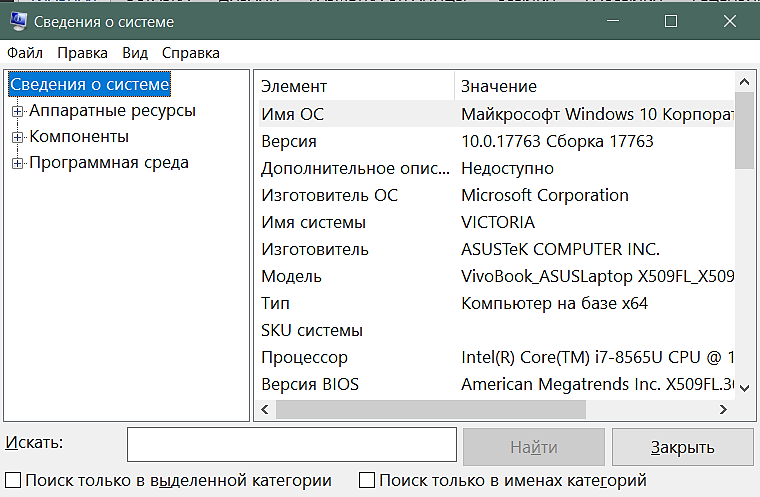 Сведения о системе
Файл Правка Вид Справка
Сведения о системе
Аппаратные ресурсы
Компоненты
Программная среда
Элемент Значение
Имя ОС Майкрософт Windows 10 Корпорат
Версия 10.0.17763 Сборка 17763
Дополнительное опис... Недоступно
Изготовитель ОС Microsoft Corporation
Имя системы VICTORIA
Изготовитель ASUSTeK COMPUTER INC.
Модель VivoBook_ASUSLaptop X509FL_X509
Тип Компьютер на базе x64
SKU системы
Процессор Intel(R) Core(TM) i7-8565U CPU @ 1
Версия BIOS American Megatrends Inc. X509FL.30
Искать: Найти Закрыть
Поиск только в выделенной категории Поиск только в именах категорий